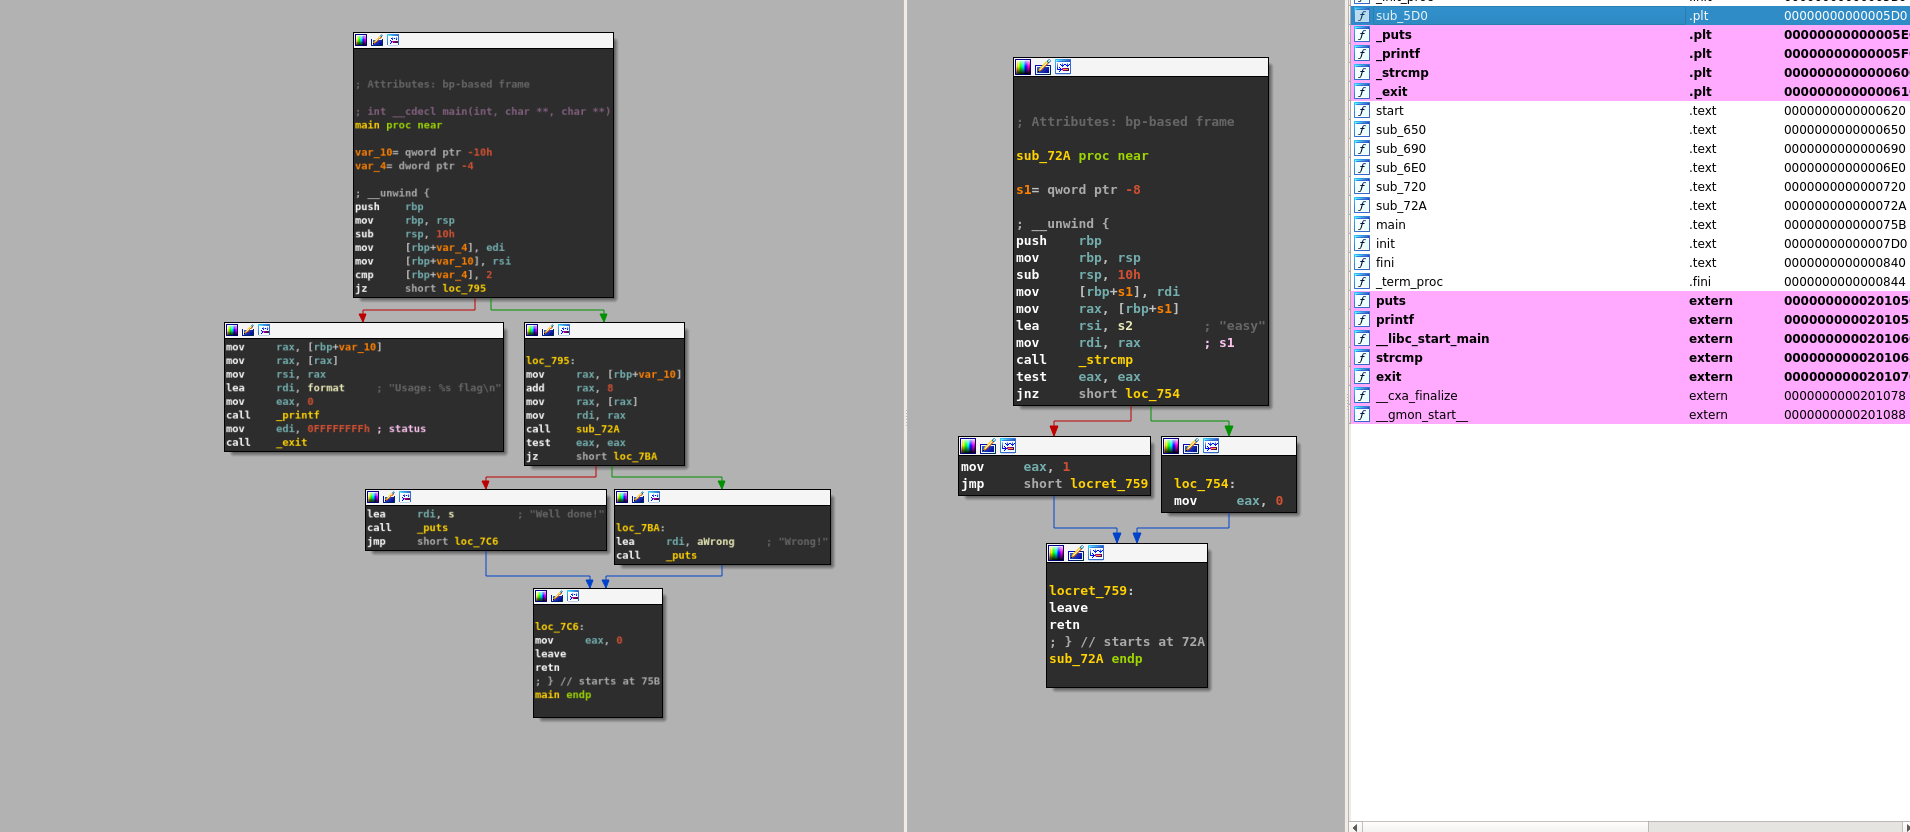 ; Attributes: bp-based frame
; int __cdecl main(int, char **, char **)
main proc near
var_10= qword ptr -10h
var_4= dword ptr -4
; __unwind {
push rbp
mov rbp, rsp
sub rsp, 10h
mov [rbp+var_4], edi
mov [rbp+var_10], rsi
cmp [rbp+var_4], 2
jz short loc_795
mov rax, [rbp+var_10]
mov rax, [rax]
mov rsi, rax
lea rdi, format ; "Usage: %s flag\n"
mov eax, 0
call _printf
mov edi, 0FFFFFFFFh ; status
call _exit
loc_795:
mov rax, [rbp+var_10]
add rax, 8
mov rax, [rax]
mov rdi, rax
call sub_72A
test eax, eax
jz short loc_7BA
lea rdi, s ; "Well done!"
call _puts
jmp short loc_7C6
loc_7BA:
lea rdi, aWrong ; "Wrong!"
call _puts
loc_7C6:
mov eax, 0
leave
retn
; } // starts at 75B
main endp
; Attributes: bp-based frame
sub_72A proc near
s1= qword ptr -8
; __unwind {
push rbp
mov rbp, rsp
sub rsp, 10h
mov [rbp+s1], rdi
mov rax, [rbp+s1]
lea rsi, s2 ; "easy"
mov rdi, rax ; s1
call _strcmp
test eax, eax
jnz short loc_754
mov eax, 1
jmp short locret_759
loc_754:
mov eax, 0
locret_759:
leave
retn
; } // starts at 72A
sub_72A endp
sub_5D0 .plt 00000000000005D0
_puts .plt 00000000000005E
_printf .plt 00000000000005F
_strcmp .plt 000000000000060
_exit .plt 000000000000061
start .text 0000000000000620
sub_650 .text 0000000000000650
sub_690 .text 0000000000000690
sub_6E0 .text 00000000000006E0
sub_720 .text 0000000000000720
sub_72A .text 000000000000072A
main .text 000000000000075B
init .text 00000000000007D0
fini .text 0000000000000840
_term_proc .fini 0000000000000844
puts extern 000000000020105
printf extern 000000000020105
__libc_start_main extern 000000000020106
strcmp extern 000000000020106
exit extern 000000000020107
__cxa_finalize extern 0000000000201078
__gmon_start__ extern 0000000000201088